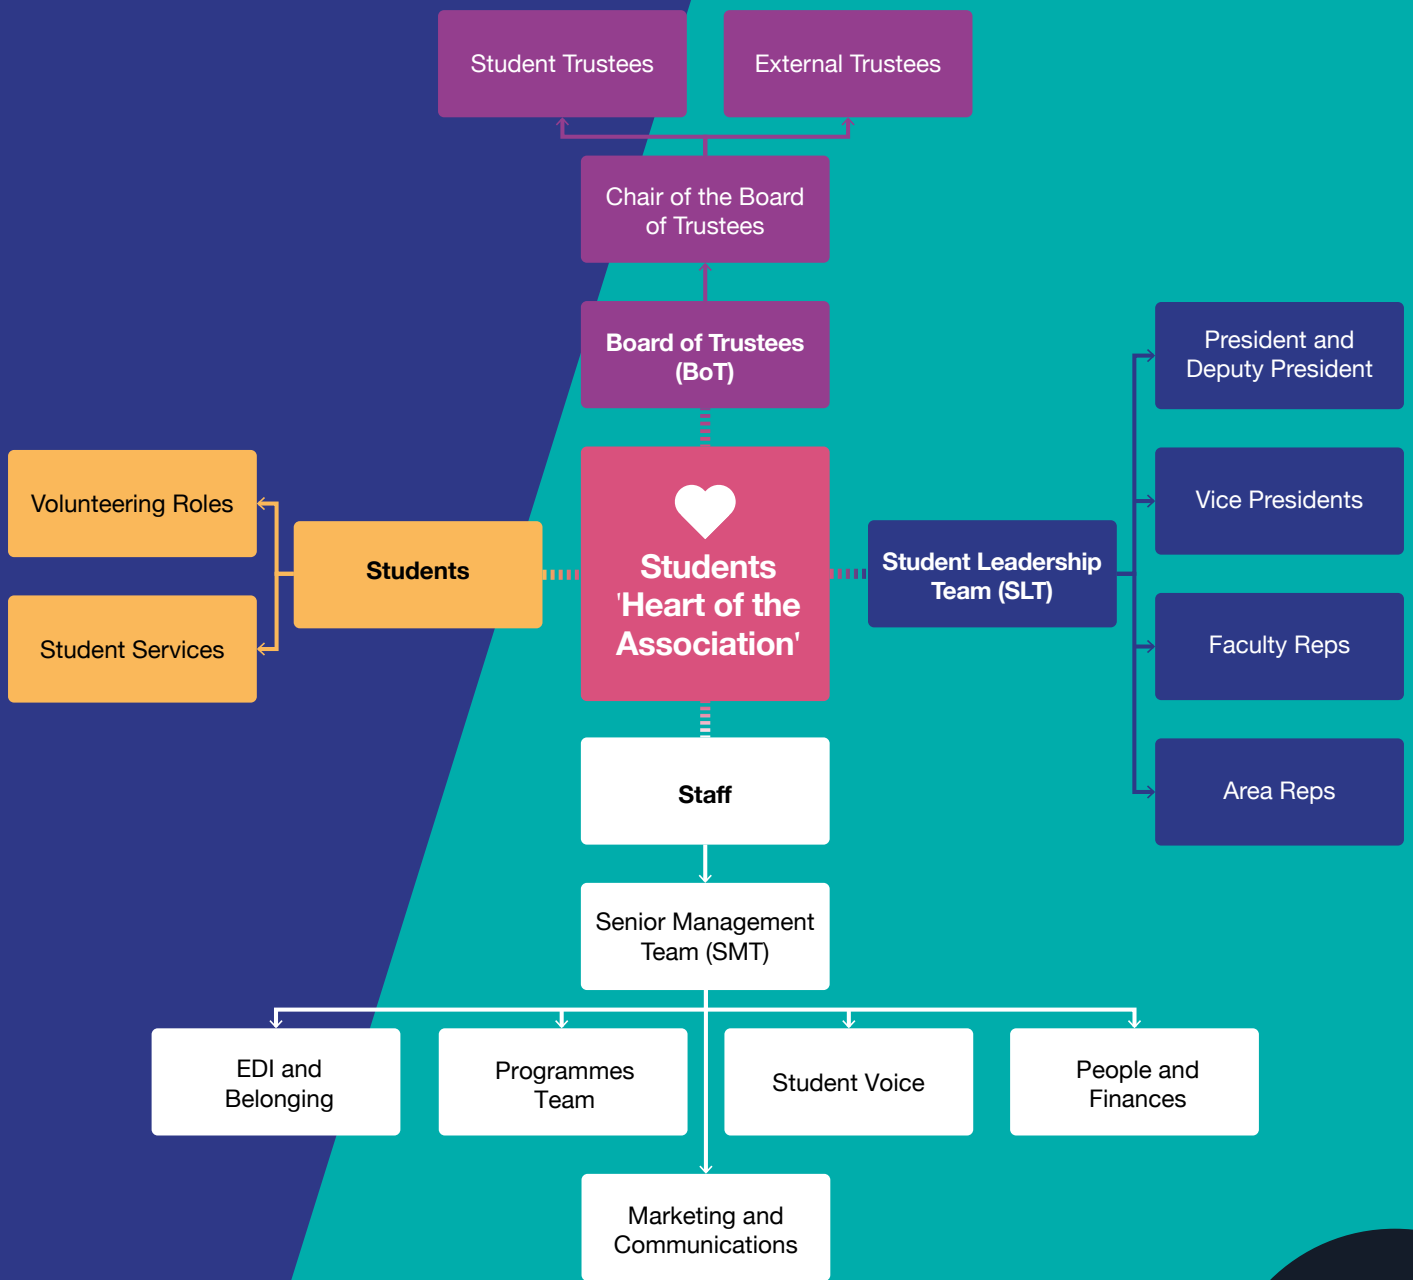 Student Trustees
External Trustees
Chair of the Board
of Trustees
Board of Trustees
(BoT)
President and
Deputy President
Vice Presidents
Faculty Reps
Area Reps
Student Leadership
Team (SLT)
Students
'Heart of the
Association'
Students
Volunteering Roles
Student Services
Staff
Senior Management
Team (SMT)
EDI and
Belonging
Programmes
Team
Student Voice
People and
Finances
Marketing and
Communications